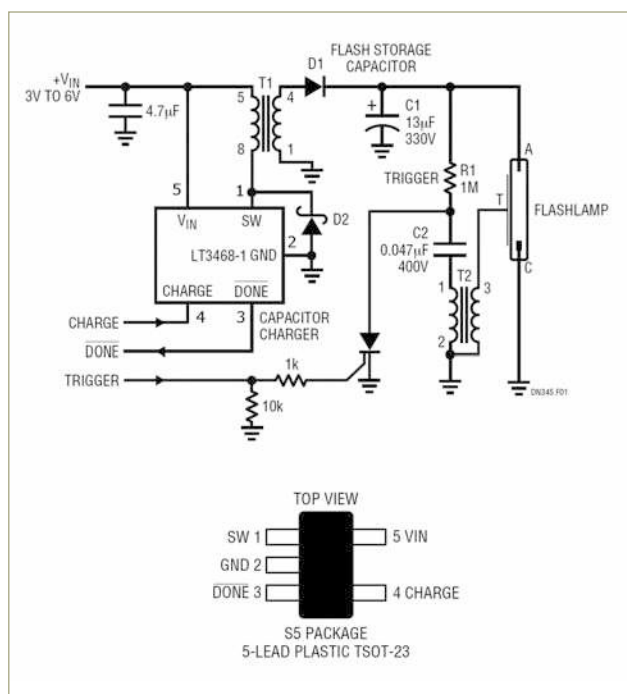 FLASH STORAGE
CAPACITOR
D1
+VIN
3V TO 6V
T1
5
4
4.7µF
+
C1
13µF
330V
8
1
A
TRIGGER
R1
1M
T
FLASHLAMP
5
1
VIN
SW
D2
LT3468-1 GND
2
C2
0.047µF
400V
T2
C
CHARGE
DONE
1
3
4
3
CAPACITOR
CHARGER
2
CHARGE
DONE
TRIGGER
1k
10k
DN345 F01
TOP VIEW
SW 1
5 VIN
GND 2
DONE 3
4 CHARGE
S5 PACKAGE
5-LEAD PLASTIC TSOT-23